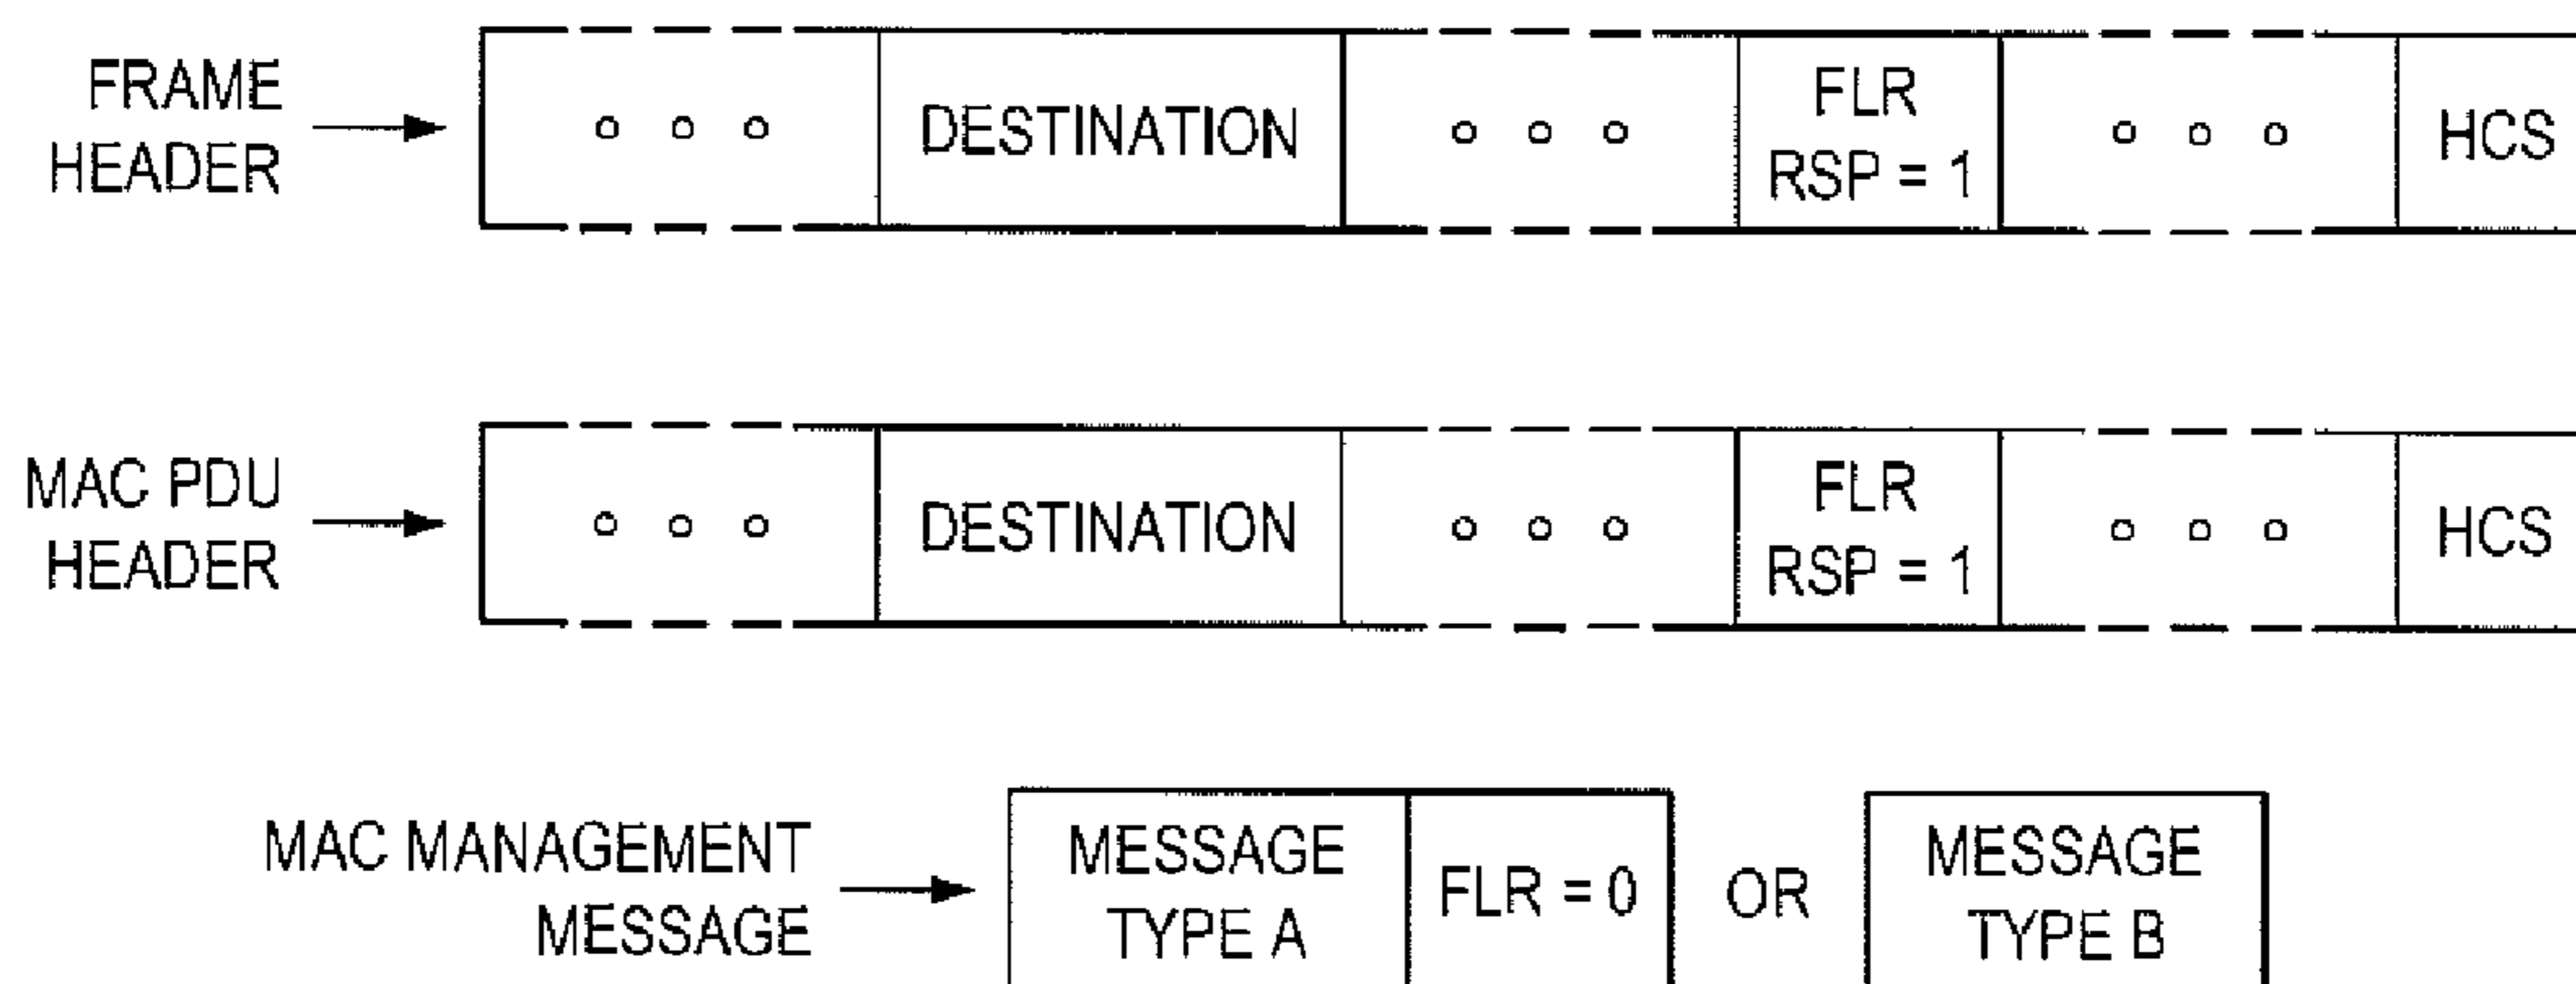 FRAME
HEADER
DESTINATION
FLR
RSP = 1
HCS
MAC PDU
HEADER
DESTINATION
FLR
RSP = 1
HCS
MAC MANAGEMENT
MESSAGE
MESSAGE
TYPE A
FLR = 0
OR
MESSAGE
TYPE B